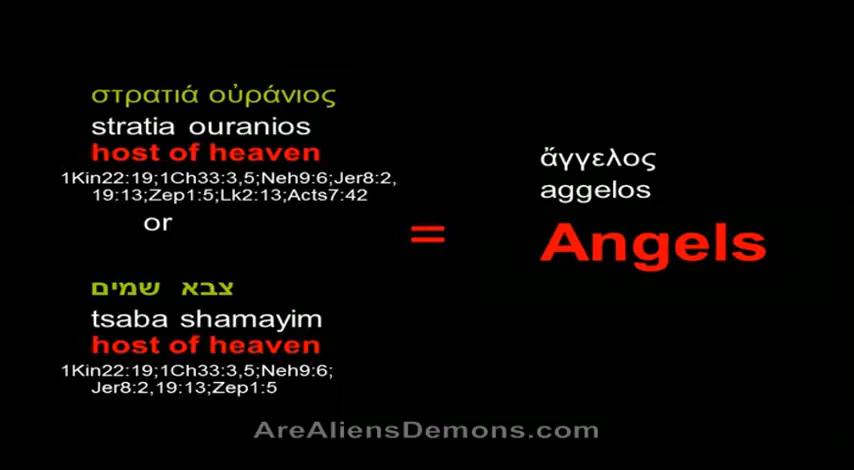 στρατιά οὐράνιος
stratia ouranios
host of heaven
1Kin22:19;1Ch33:3,5;Neh9:6;Jer8:2,
19:13;Zep1:5;Lk2:13;Acts7:42
or
צבא שמים
tsaba shamayim
host of heaven
1Kin22:19;1Ch33:3,5;Neh9:6;
Jer8:2,19:13;Zep1:5
=
ἄγγελος
aggelos
Angels
AreAliensDemons.com